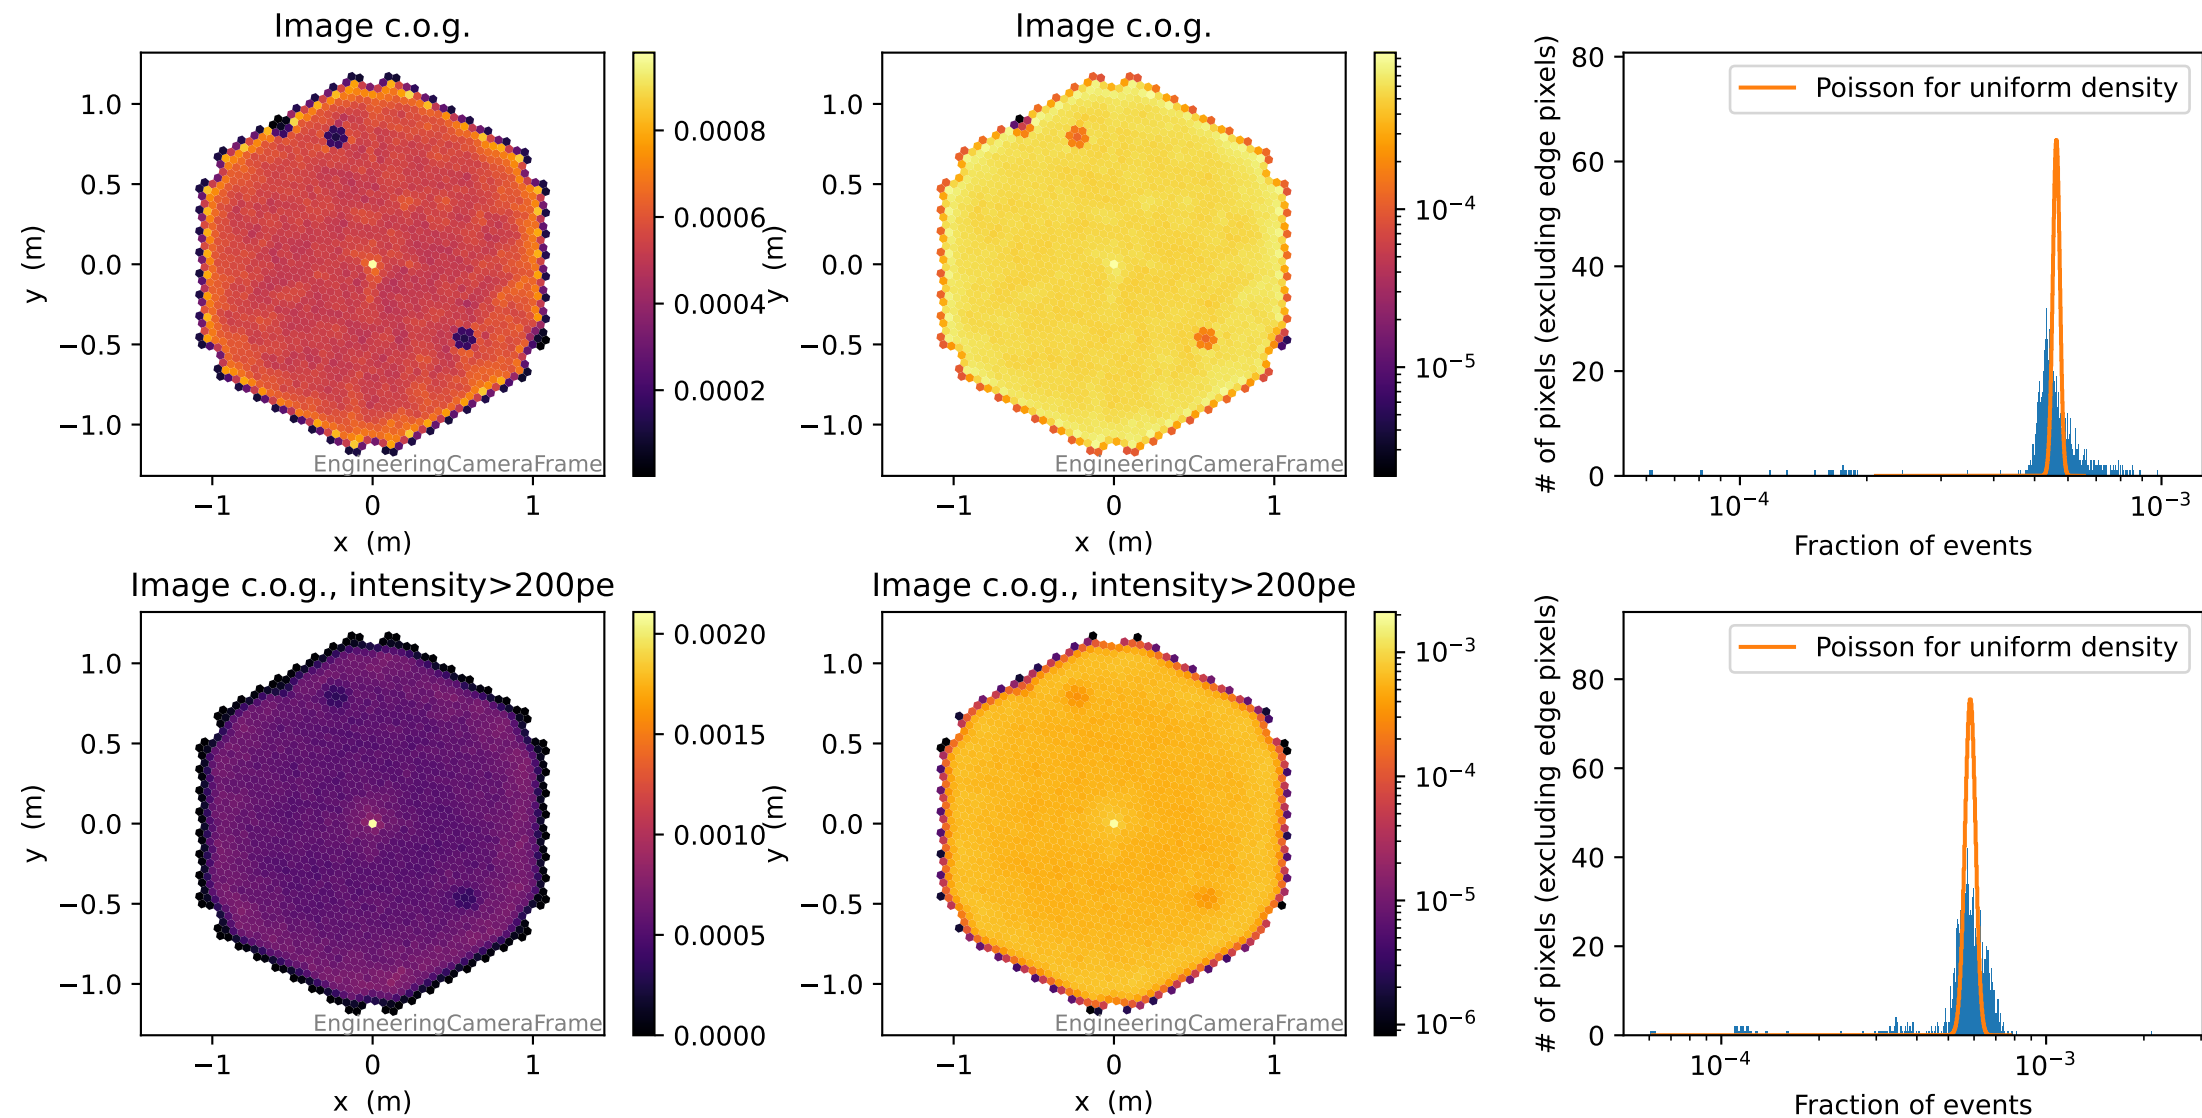 Image c.o.g.
1.0
0.5
0.0
−0.5
−1.0
y (m)
−1
0
1
x (m)
EngineeringCameraFrame
0.0008
0.0006
0.0004
0.0002
Image c.o.g.
1.0
0.5
0.0
−0.5
−1.0
y (m)
−1
0
1
x (m)
EngineeringCameraFrame
10⁻⁴
10⁻⁵
80
60
40
20
0
# of pixels (excluding edge pixels)
Poisson for uniform density
10⁻⁴
10⁻³
Fraction of events
Image c.o.g., intensity>200pe
1.0
0.5
0.0
−0.5
−1.0
y (m)
−1
0
1
x (m)
EngineeringCameraFrame
0.0020
0.0015
0.0010
0.0005
0.0000
Image c.o.g., intensity>200pe
1.0
0.5
0.0
−0.5
−1.0
y (m)
−1
0
1
x (m)
EngineeringCameraFrame
10⁻³
10⁻⁴
10⁻⁵
10⁻⁶
80
60
40
20
0
# of pixels (excluding edge pixels)
Poisson for uniform density
10⁻⁴
10⁻³
Fraction of events